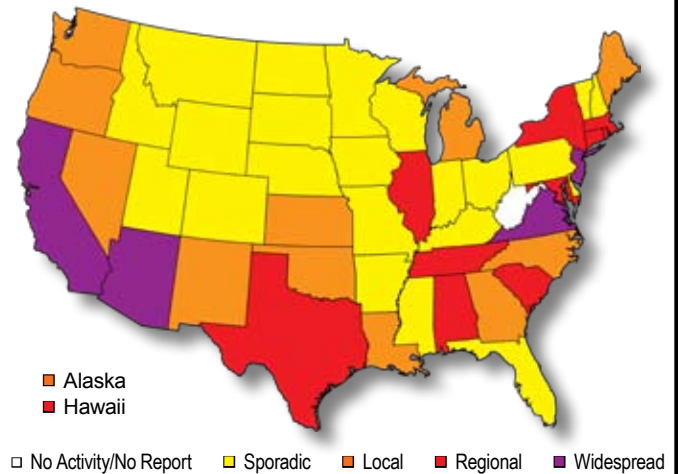 Alaska
Hawaii
No Activity/No Report Sporadic Local Regional Widespread